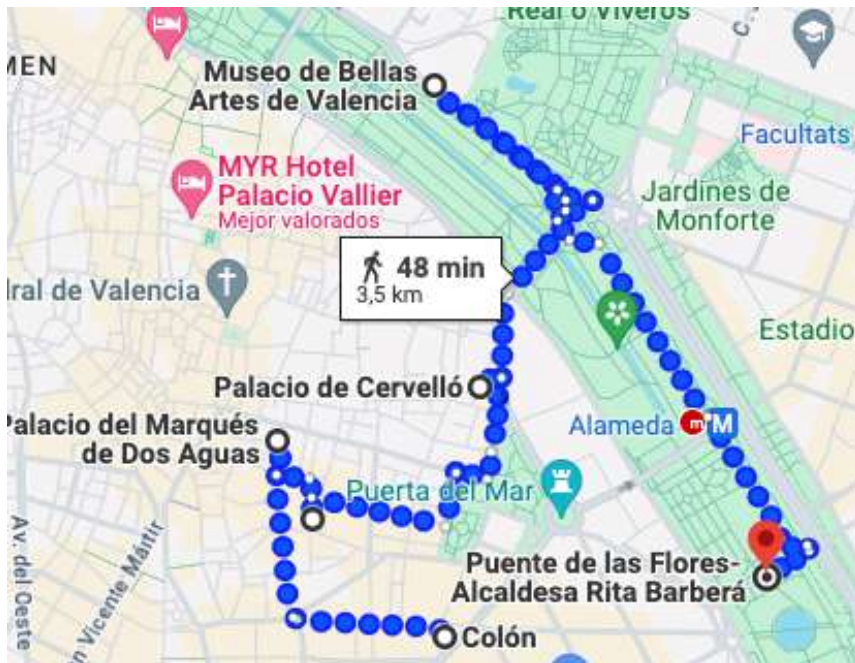 Real o Viveros
MEN
Museo de Bellas
Artes de Valencia
Facultats
MYR Hotel
Palacio Vallier
Mejor valorados
Jardines de
Monforte
48 min
3,5 km
dral de Valencia
Estadio
Palacio de Cervelló
Palacio del Marqués
de Dos Aguas
Alameda
m
M
Puerta del Mar
Puente de las Flores-
Alcaldesa Rita Barberá
Colón
Av. del Oeste
n Vicente Mártir
C.